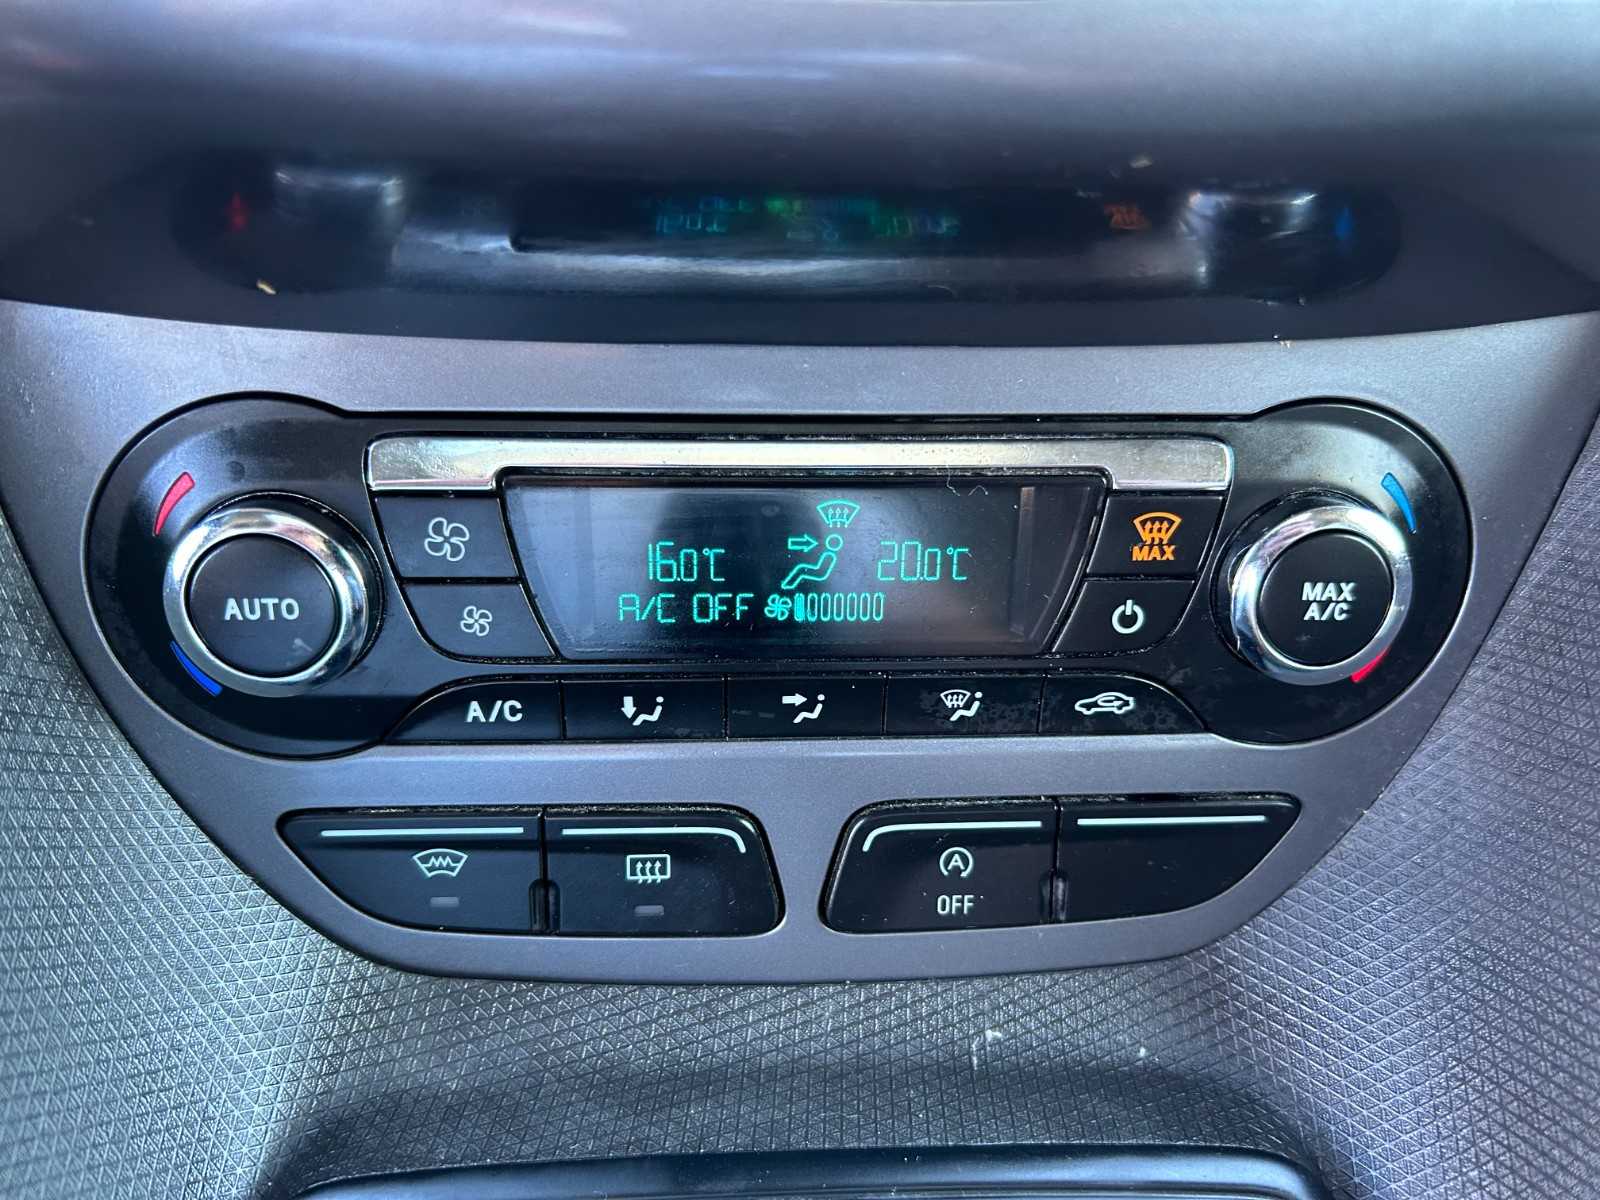 MAX
16.0°C
20.0°C
AUTO
A/C OFF
MAX
A/C
A/C
A
OFF